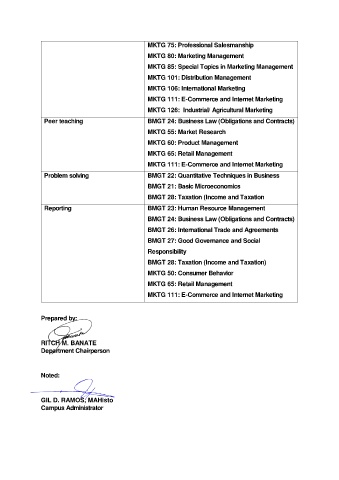 MKTG 75: Professional Salesmanship
MKTG 80: Marketing Management
MKTG 85: Special Topics in Marketing Management
MKTG 101: Distribution Management
MKTG 106: International Marketing
MKTG 111: E-Commerce and Internet Marketing
MKTG 126: Industrial/ Agricultural Marketing
Peer teaching
BMGT 24: Business Law (Obligations and Contracts)
MKTG 55: Market Research
MKTG 60: Product Management
MKTG 65: Retail Management
MKTG 111: E-Commerce and Internet Marketing
Problem solving
BMGT 22: Quantitative Techniques in Business
BMGT 21: Basic Microeconomics
BMGT 28: Taxation (Income and Taxation
Reporting
BMGT 23: Human Resource Management
BMGT 24: Business Law (Obligations and Contracts)
BMGT 26: International Trade and Agreements
BMGT 27: Good Governance and Social
Responsibility
BMGT 28: Taxation (Income and Taxation)
MKTG 50: Consumer Behavior
MKTG 65: Retail Management
MKTG 111: E-Commerce and Internet Marketing
Prepared by:
RITCH M. BANATE
Department Chairperson
Noted:
GIL D. RAMOS, MAHisto
Campus Administrator